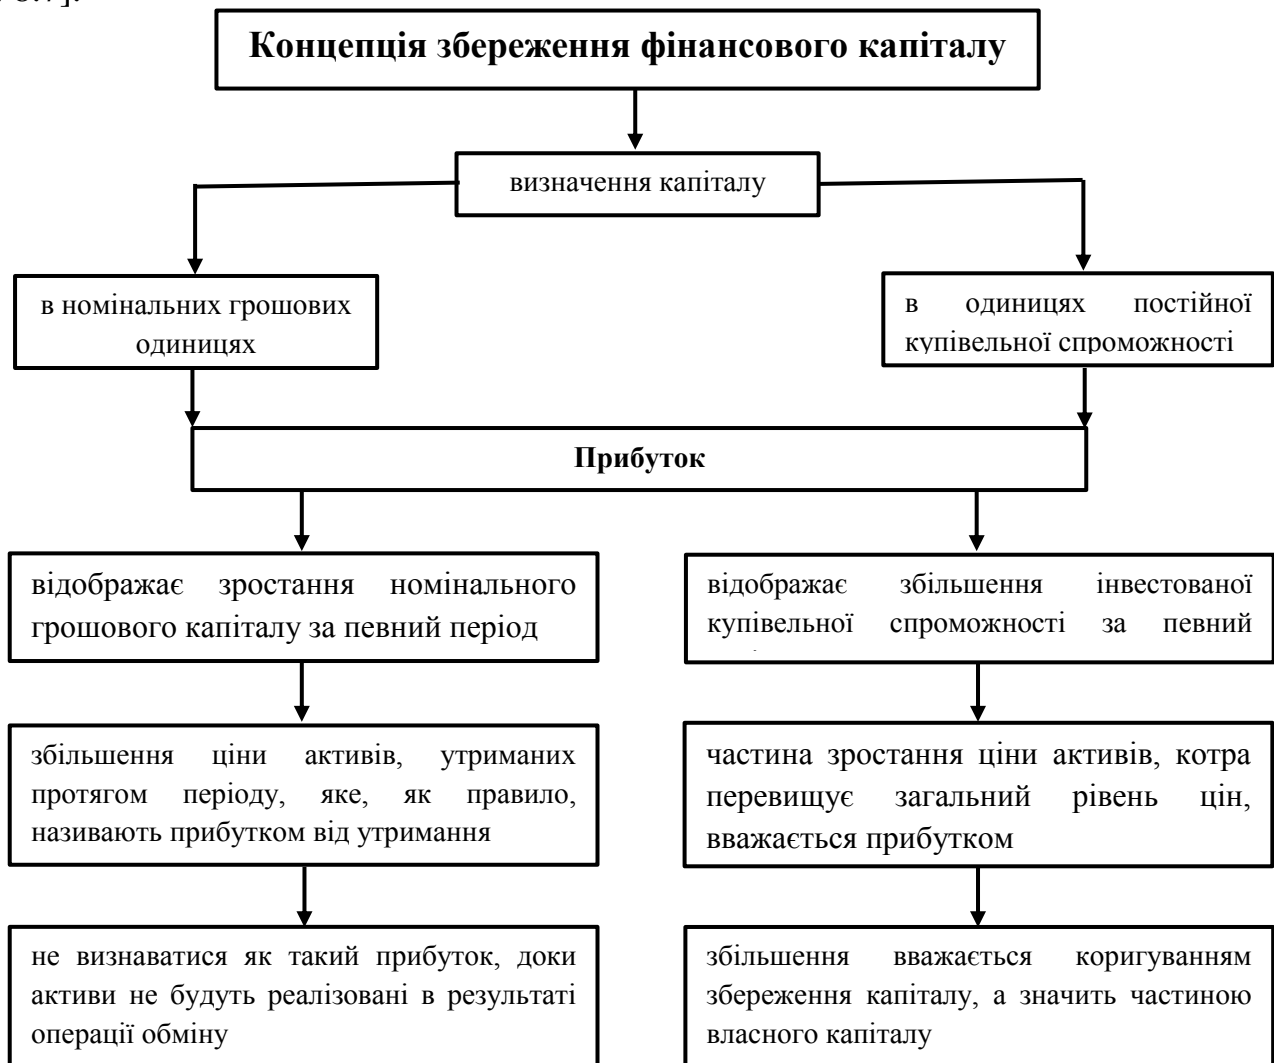 Концепція збереження фінансового капіталу
визначення капіталу
в номінальних грошових
одиницях
в одиницях постійної
купівельної спроможності
Прибуток
відображає зростання номінального
грошового капіталу за певний період
відображає збільшення інвестованої
купівельної спроможності за певний
збільшення ціни активів, утриманих
протягом періоду, яке, як правило,
називають прибутком від утримання
частина зростання ціни активів, котра
перевищує загальний рівень цін,
вважається прибутком
не визнаватися як такий прибуток, доки
активи не будуть реалізовані в результаті
операції обміну
збільшення вважається коригуванням
збереження капіталу, а значить частиною
власного капіталу